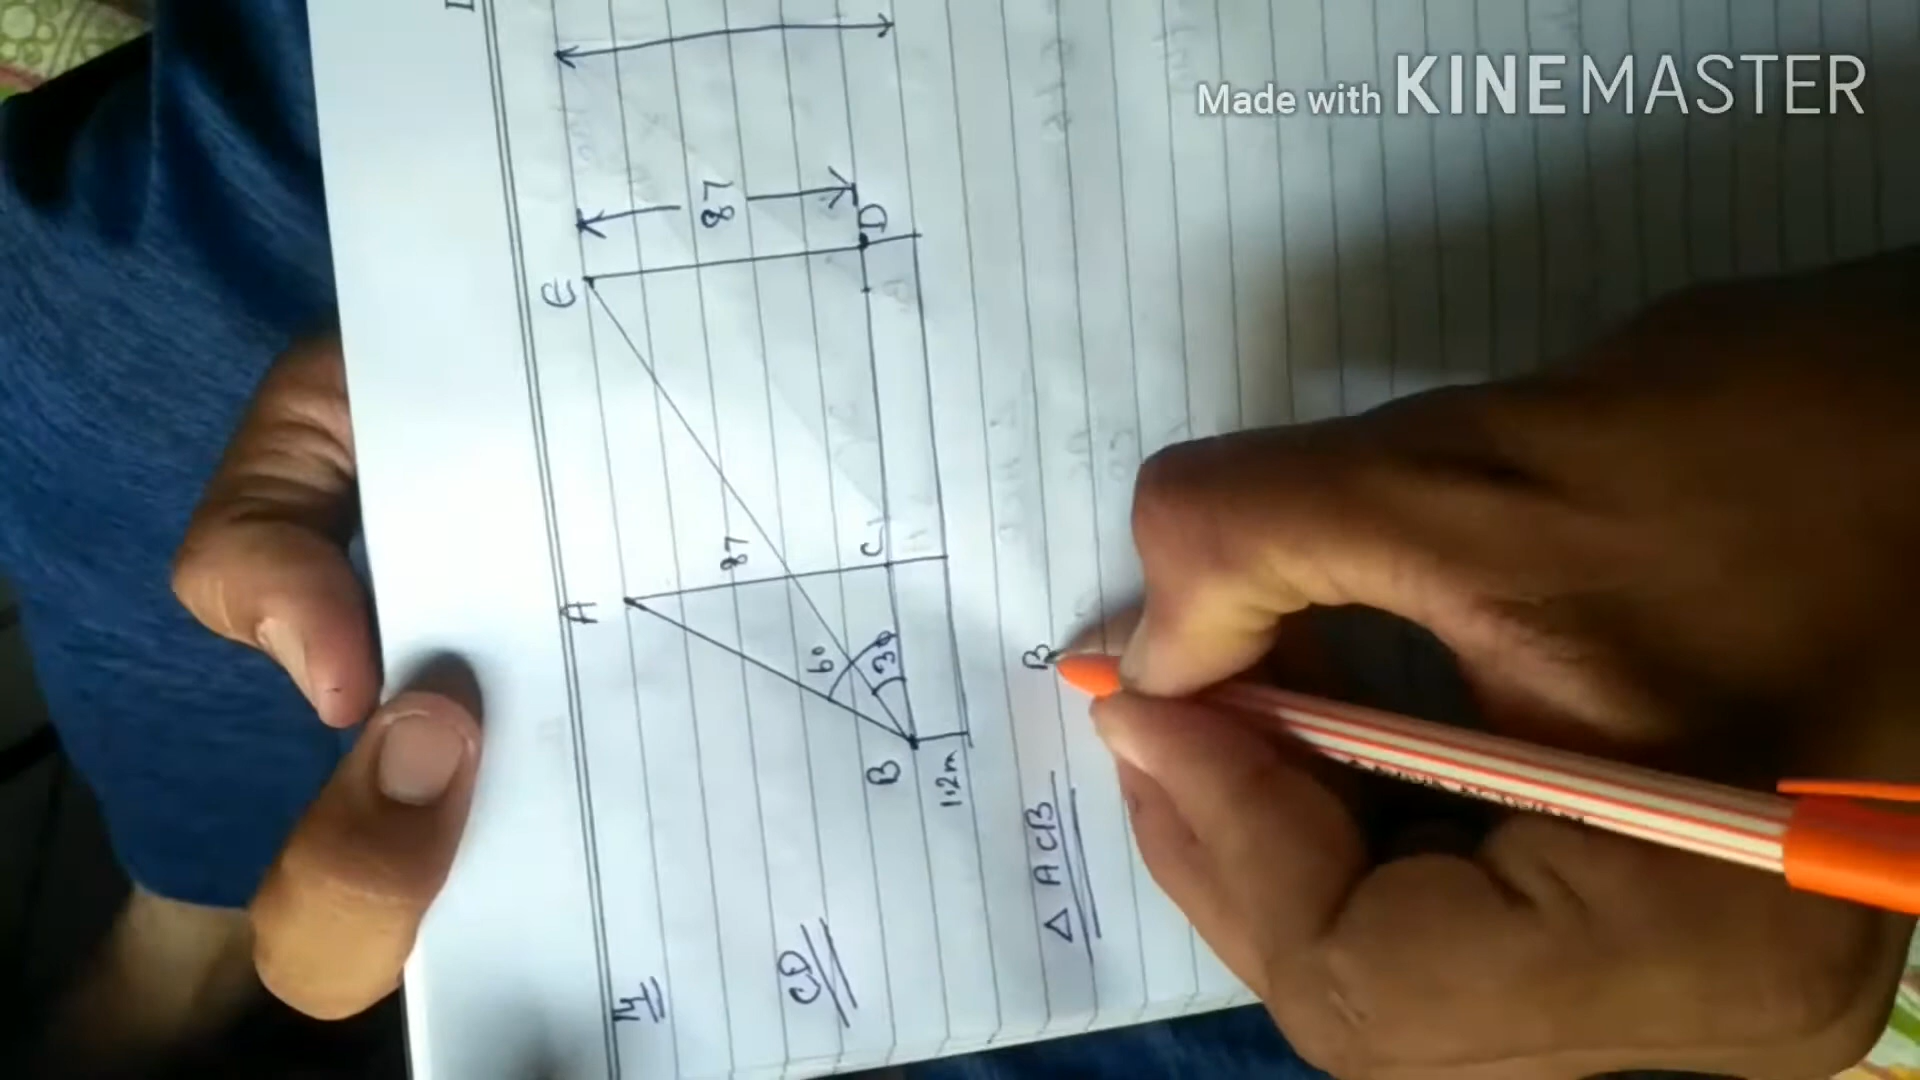 Made with KINEMASTER
14
E
A
87
87
60
30
D
C
B
1.2m
CD
△ ACB
B